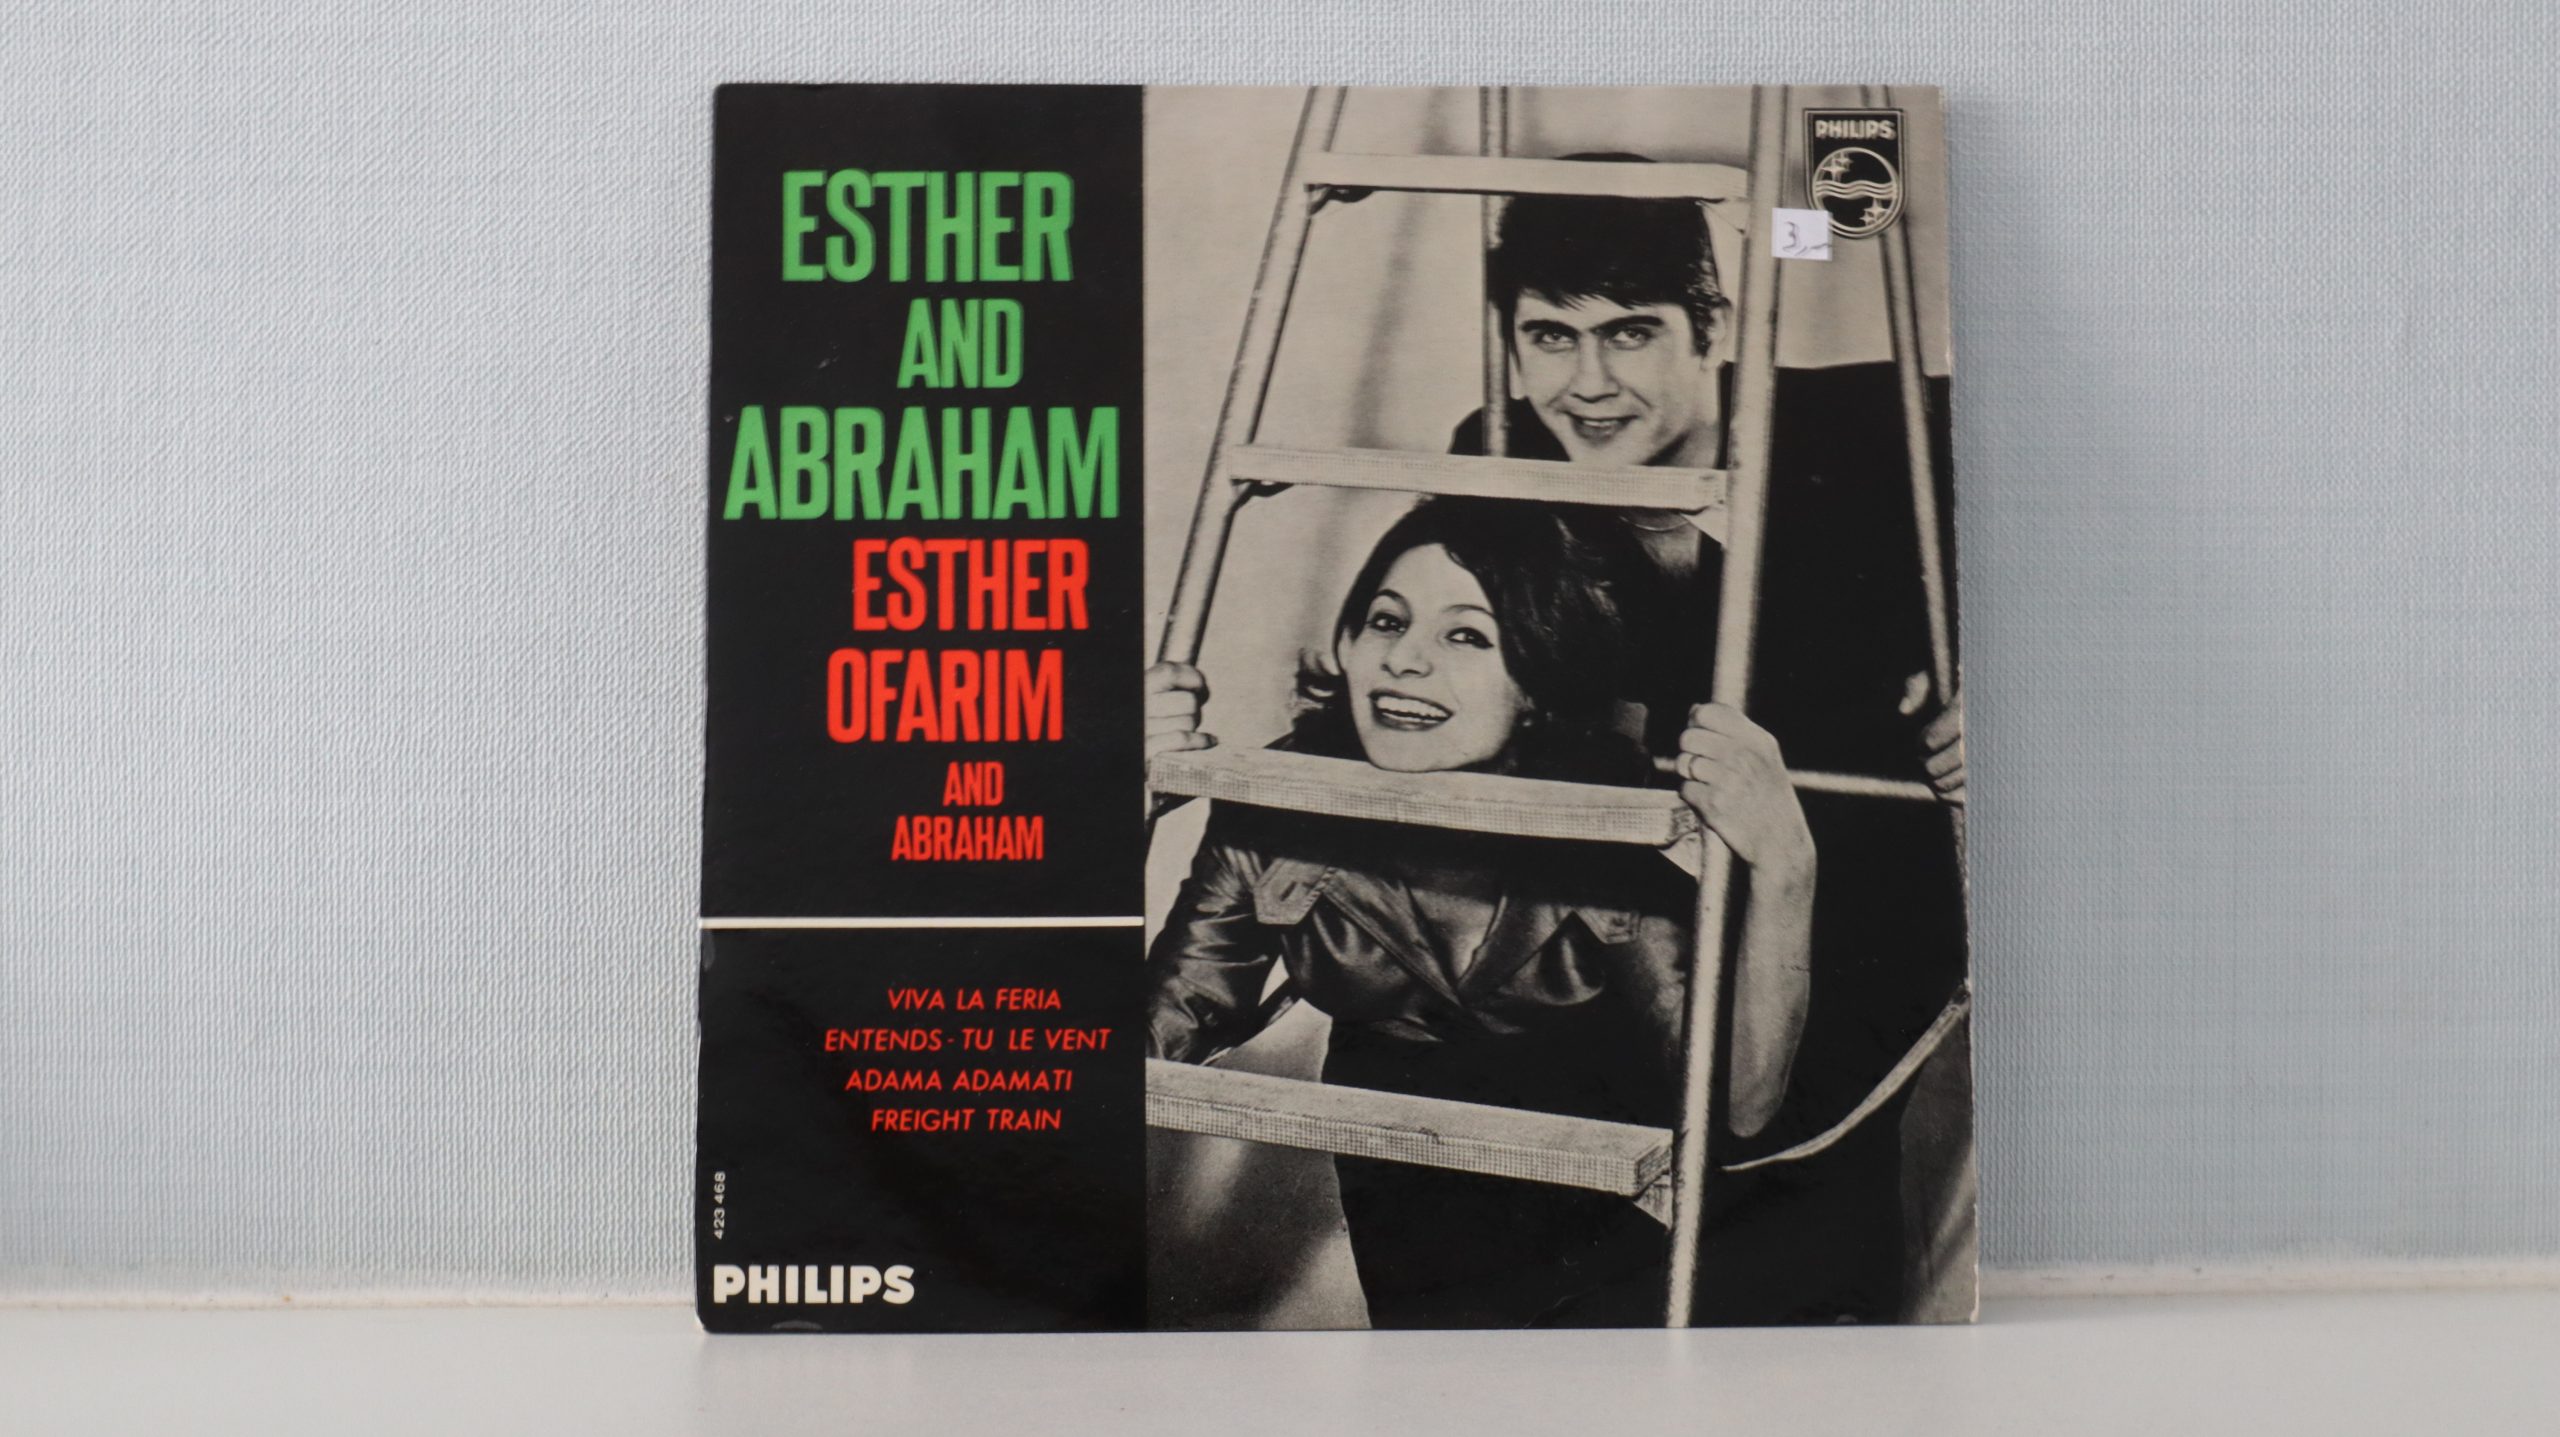 ESTHER
AND
ABRAHAM
ESTHER
OFARIM
AND
ABRAHAM
VIVA LA FERIA
ENTENDS-TU LE VENT
ADAMA ADAMATI
FREIGHT TRAIN
423 468
PHILIPS
PHILIPS
3,-